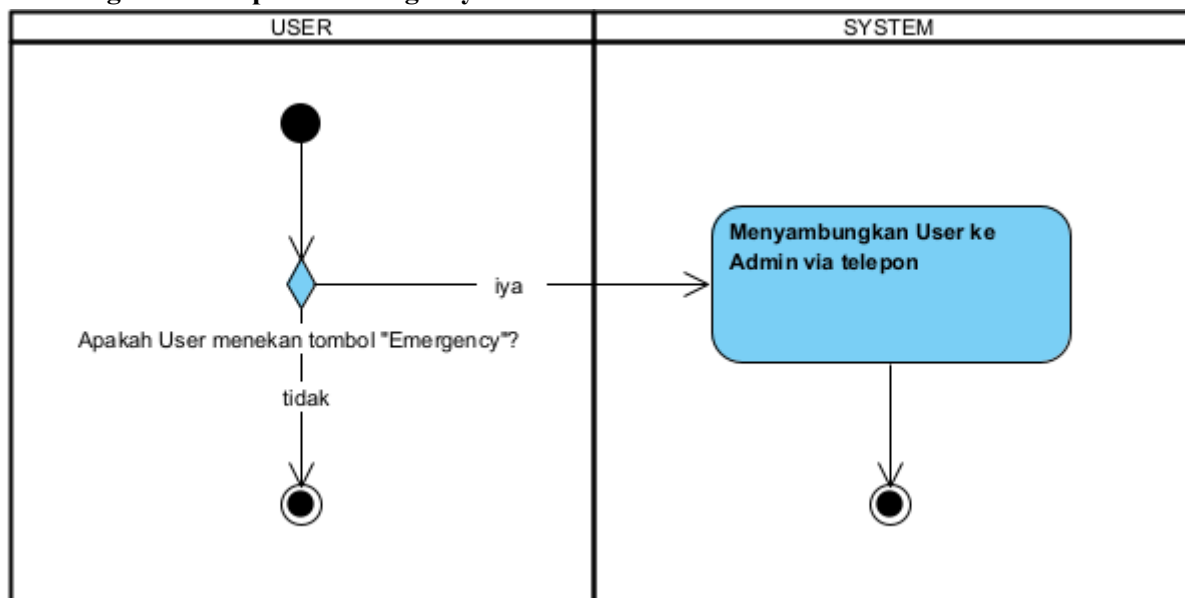 USER
SYSTEM
Menyambungkan User ke
Admin via telepon
iya
Apakah User menekan tombol "Emergency"?
tidak